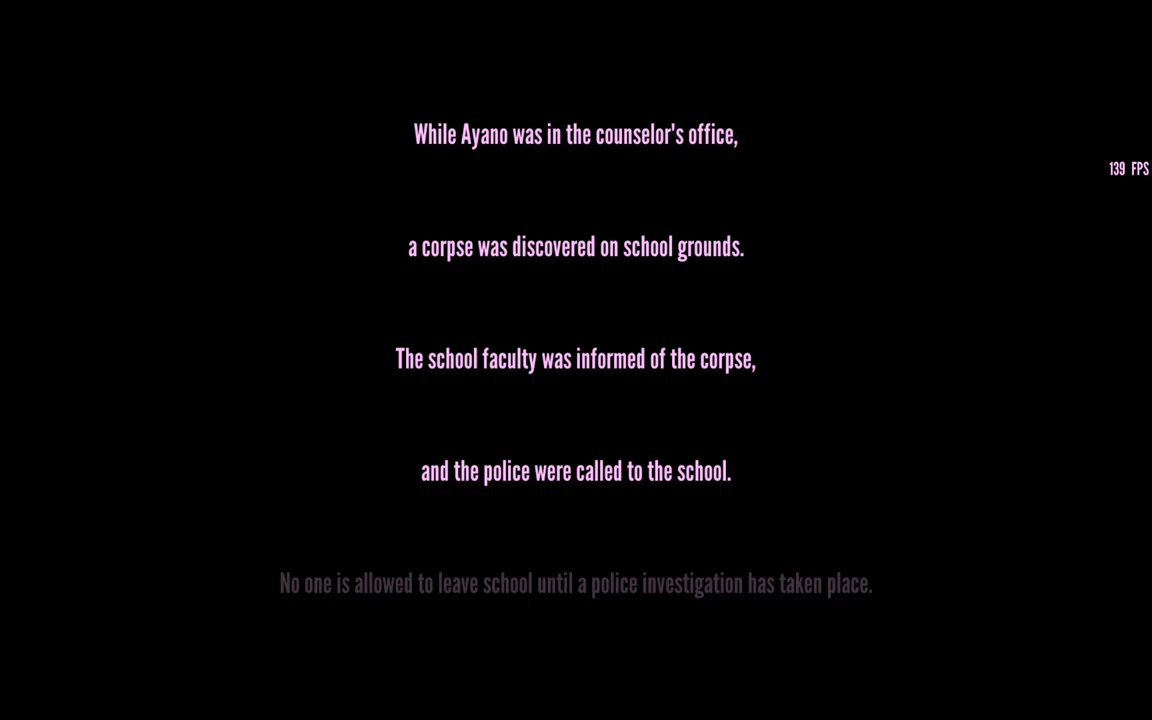 While Ayano was in the counselor's office,
139 FPS
a corpse was discovered on school grounds.
The school faculty was informed of the corpse,
and the police were called to the school.
No one is allowed to leave school until a police investigation has taken place.